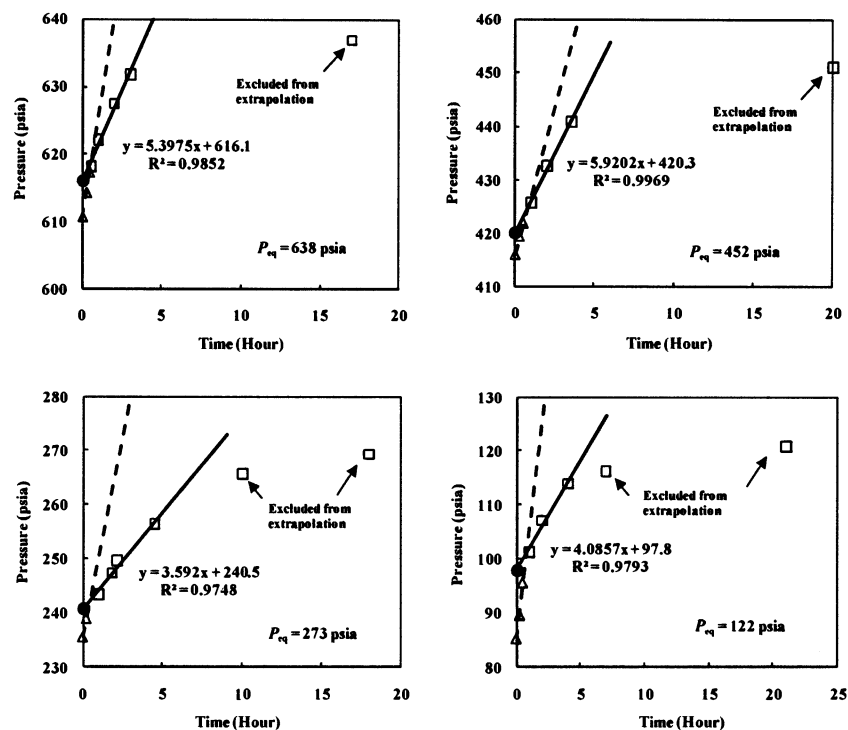 640
630
620
610
600
Pressure (psia)
Excluded from
extrapolation
y = 5.3975x + 616.1
R² = 0.9852
Peq = 638 psia
0 5 10 15 20
Time (Hour)
460
450
440
430
420
410
Pressure (psia)
Excluded from
extrapolation
y = 5.9202x + 420.3
R² = 0.9969
Peq = 452 psia
0 5 10 15 20
Time (Hour)
280
270
260
250
240
230
Pressure (psia)
Excluded from
extrapolation
y = 3.592x + 240.5
R² = 0.9748
Peq = 273 psia
0 5 10 15 20
Time (Hour)
130
120
110
100
90
80
Pressure (psia)
Excluded from
extrapolation
y = 4.0857x + 97.8
R² = 0.9793
Peq = 122 psia
0 5 10 15 20 25
Time (Hour)